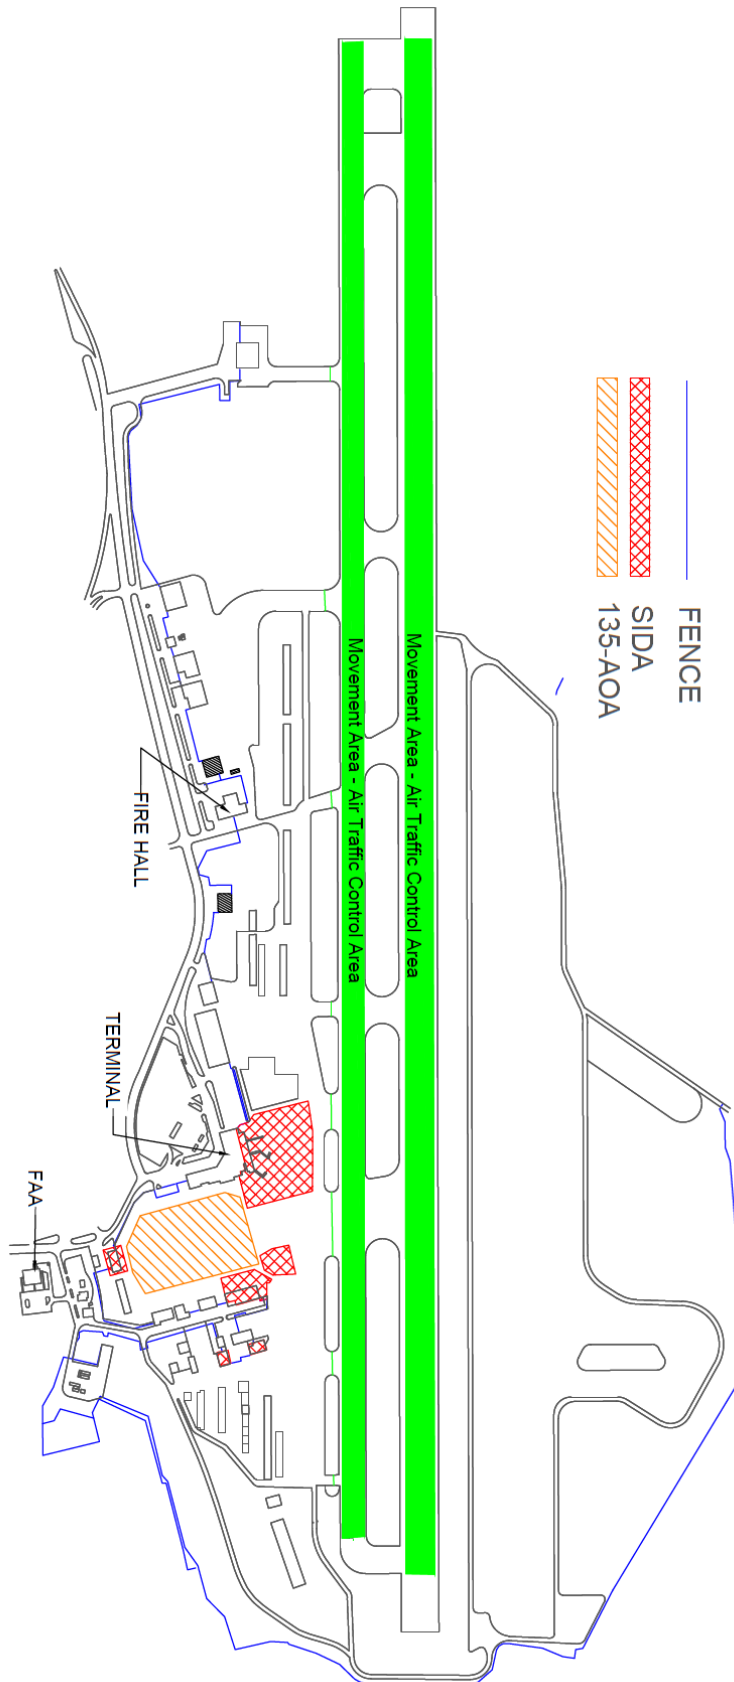 FENCE
SIDA
135-AOA
Movement Area - Air Traffic Control Area
Movement Area - Air Traffic Control Area
FIRE HALL
TERMINAL
FAA